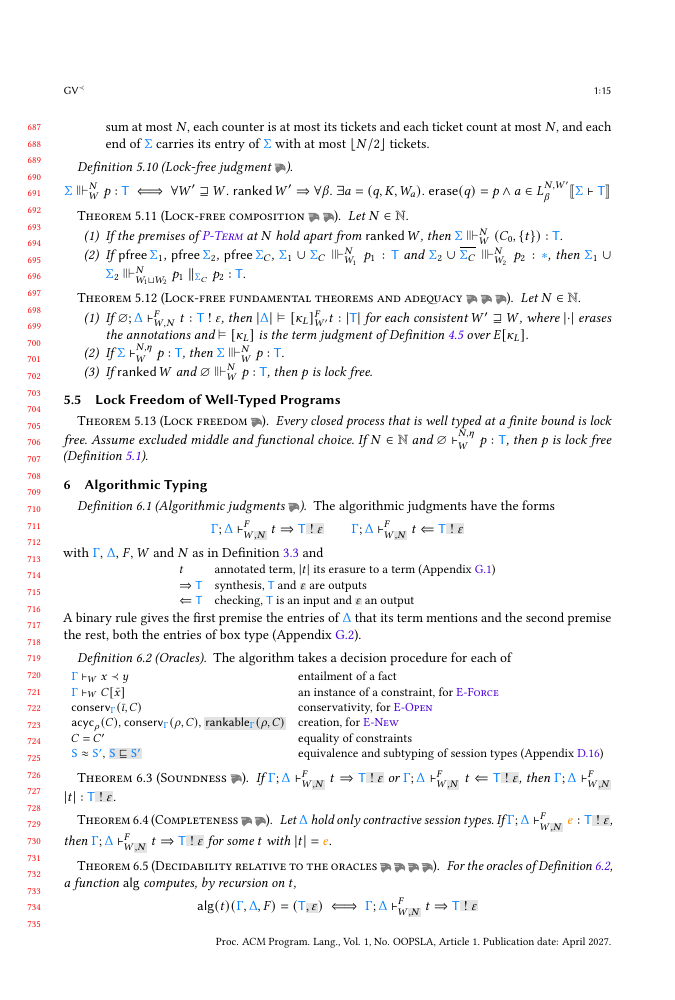 GV≺ 1:15
687 sum at most N, each counter is at most its tickets and each ticket count at most N, and each
688 end of Σ carries its entry of Σ with at most ⌊N/2⌋ tickets.
689
690 Definition 5.10 (Lock-free judgment).
691 Σ ⊪ᴺ_W p : T ⟺ ∀W′ ⊒ W. ranked W′ ⇒ ∀β. ∃a = (q, K, W_a). erase(q) = p ∧ a ∈ L^{N,W′}_β⟦Σ ⊢ T⟧
692 Theorem 5.11 (Lock-free composition). Let N ∈ ℕ.
693 (1) If the premises of P-Term at N hold apart from ranked W, then Σ ⊪ᴺ_W (C₀, {t}) : T.
694
695 (2) If pfree Σ₁, pfree Σ₂, pfree Σ_C, Σ₁ ∪ Σ_C ⊪ᴺ_{W₁} p₁ : T and Σ₂ ∪ \overline{Σ_C} ⊪ᴺ_{W₂} p₂ : ∗, then Σ₁ ∪
696 Σ₂ ⊪ᴺ_{W₁⊔W₂} p₁ ∥_{Σ_C} p₂ : T.
697 Theorem 5.12 (Lock-free fundamental theorems and adequacy). Let N ∈ ℕ.
698
699 (1) If ∅; Δ ⊢^F_{W,N} t : T ! ε, then |Δ| ⊨ [κ_L]^F_{W′} t : |T| for each consistent W′ ⊒ W, where |·| erases
700 the annotations and ⊨ [κ_L] is the term judgment of Definition 4.5 over E[κ_L].
701 (2) If Σ ⊢^{N,η}_W p : T, then Σ ⊪ᴺ_W p : T.
702 (3) If ranked W and ∅ ⊪ᴺ_W p : T, then p is lock free.
703 5.5 Lock Freedom of Well-Typed Programs
704
705 Theorem 5.13 (Lock freedom). Every closed process that is well typed at a finite bound is lock
706 free. Assume excluded middle and functional choice. If N ∈ ℕ and ∅ ⊢^{N,η}_W p : T, then p is lock free
707 (Definition 5.1).
708
709 6 Algorithmic Typing
710 Definition 6.1 (Algorithmic judgments). The algorithmic judgments have the forms
711 Γ; Δ ⊢^F_{W,N} t ⇒ T ! ε Γ; Δ ⊢^F_{W,N} t ⇐ T ! ε
712
713 with Γ, Δ, F, W and N as in Definition 3.3 and
714 t annotated term, |t| its erasure to a term (Appendix G.1)
715 ⇒ T synthesis, T and ε are outputs
716 ⇐ T checking, T is an input and ε an output
717 A binary rule gives the first premise the entries of Δ that its term mentions and the second premise
718 the rest, both the entries of box type (Appendix G.2).
719 Definition 6.2 (Oracles). The algorithm takes a decision procedure for each of
720 Γ ⊢_W x ≺ y entailment of a fact
721 Γ ⊢_W C[x̄] an instance of a constraint, for E-Force
722 conserv_Γ(ī, C) conservativity, for E-Open
723 acyc_ρ(C), conserv_Γ(ρ, C), rankable_Γ(ρ, C) creation, for E-New
724 C = C′ equality of constraints
725 S ≈ S′, S ⊑ S′ equivalence and subtyping of session types (Appendix D.16)
726 Theorem 6.3 (Soundness). If Γ; Δ ⊢^F_{W,N} t ⇒ T ! ε or Γ; Δ ⊢^F_{W,N} t ⇐ T ! ε, then Γ; Δ ⊢^F_{W,N}
727 |t| : T ! ε.
728
729 Theorem 6.4 (Completeness). Let Δ hold only contractive session types. If Γ; Δ ⊢^F_{W,N} e : T ! ε,
730 then Γ; Δ ⊢^F_{W,N} t ⇒ T ! ε for some t with |t| = e.
731
732 Theorem 6.5 (Decidability relative to the oracles). For the oracles of Definition 6.2,
733 a function alg computes, by recursion on t,
734 alg(t)(Γ, Δ, F) = (T, ε) ⟺ Γ; Δ ⊢^F_{W,N} t ⇒ T ! ε
735
Proc. ACM Program. Lang., Vol. 1, No. OOPSLA, Article 1. Publication date: April 2027.